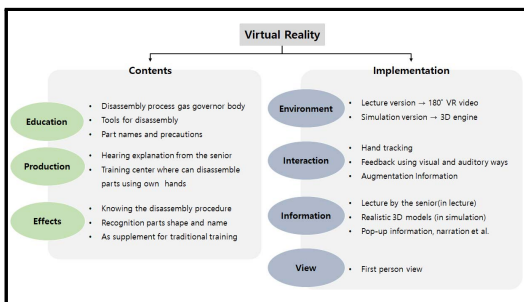 Virtual Reality
Contents
Education
• Disassembly process gas governor body
• Tools for disassembly
• Part names and precautions
Production
• Hearing explanation from the senior
• Training center where can disassemble
parts using own hands
Effects
• Knowing the disassembly procedure
• Recognition parts shape and name
• As supplement for traditional training
Implementation
Environment
• Lecture version → 180˚ VR video
• Simulation version → 3D engine
Interaction
• Hand tracking
• Feedback using visual and auditory ways
• Augmentation Information
Information
• Lecture by the senior(in lecture)
• Realistic 3D models (in simulation)
• Pop-up information, narration et al.
View
• First person view